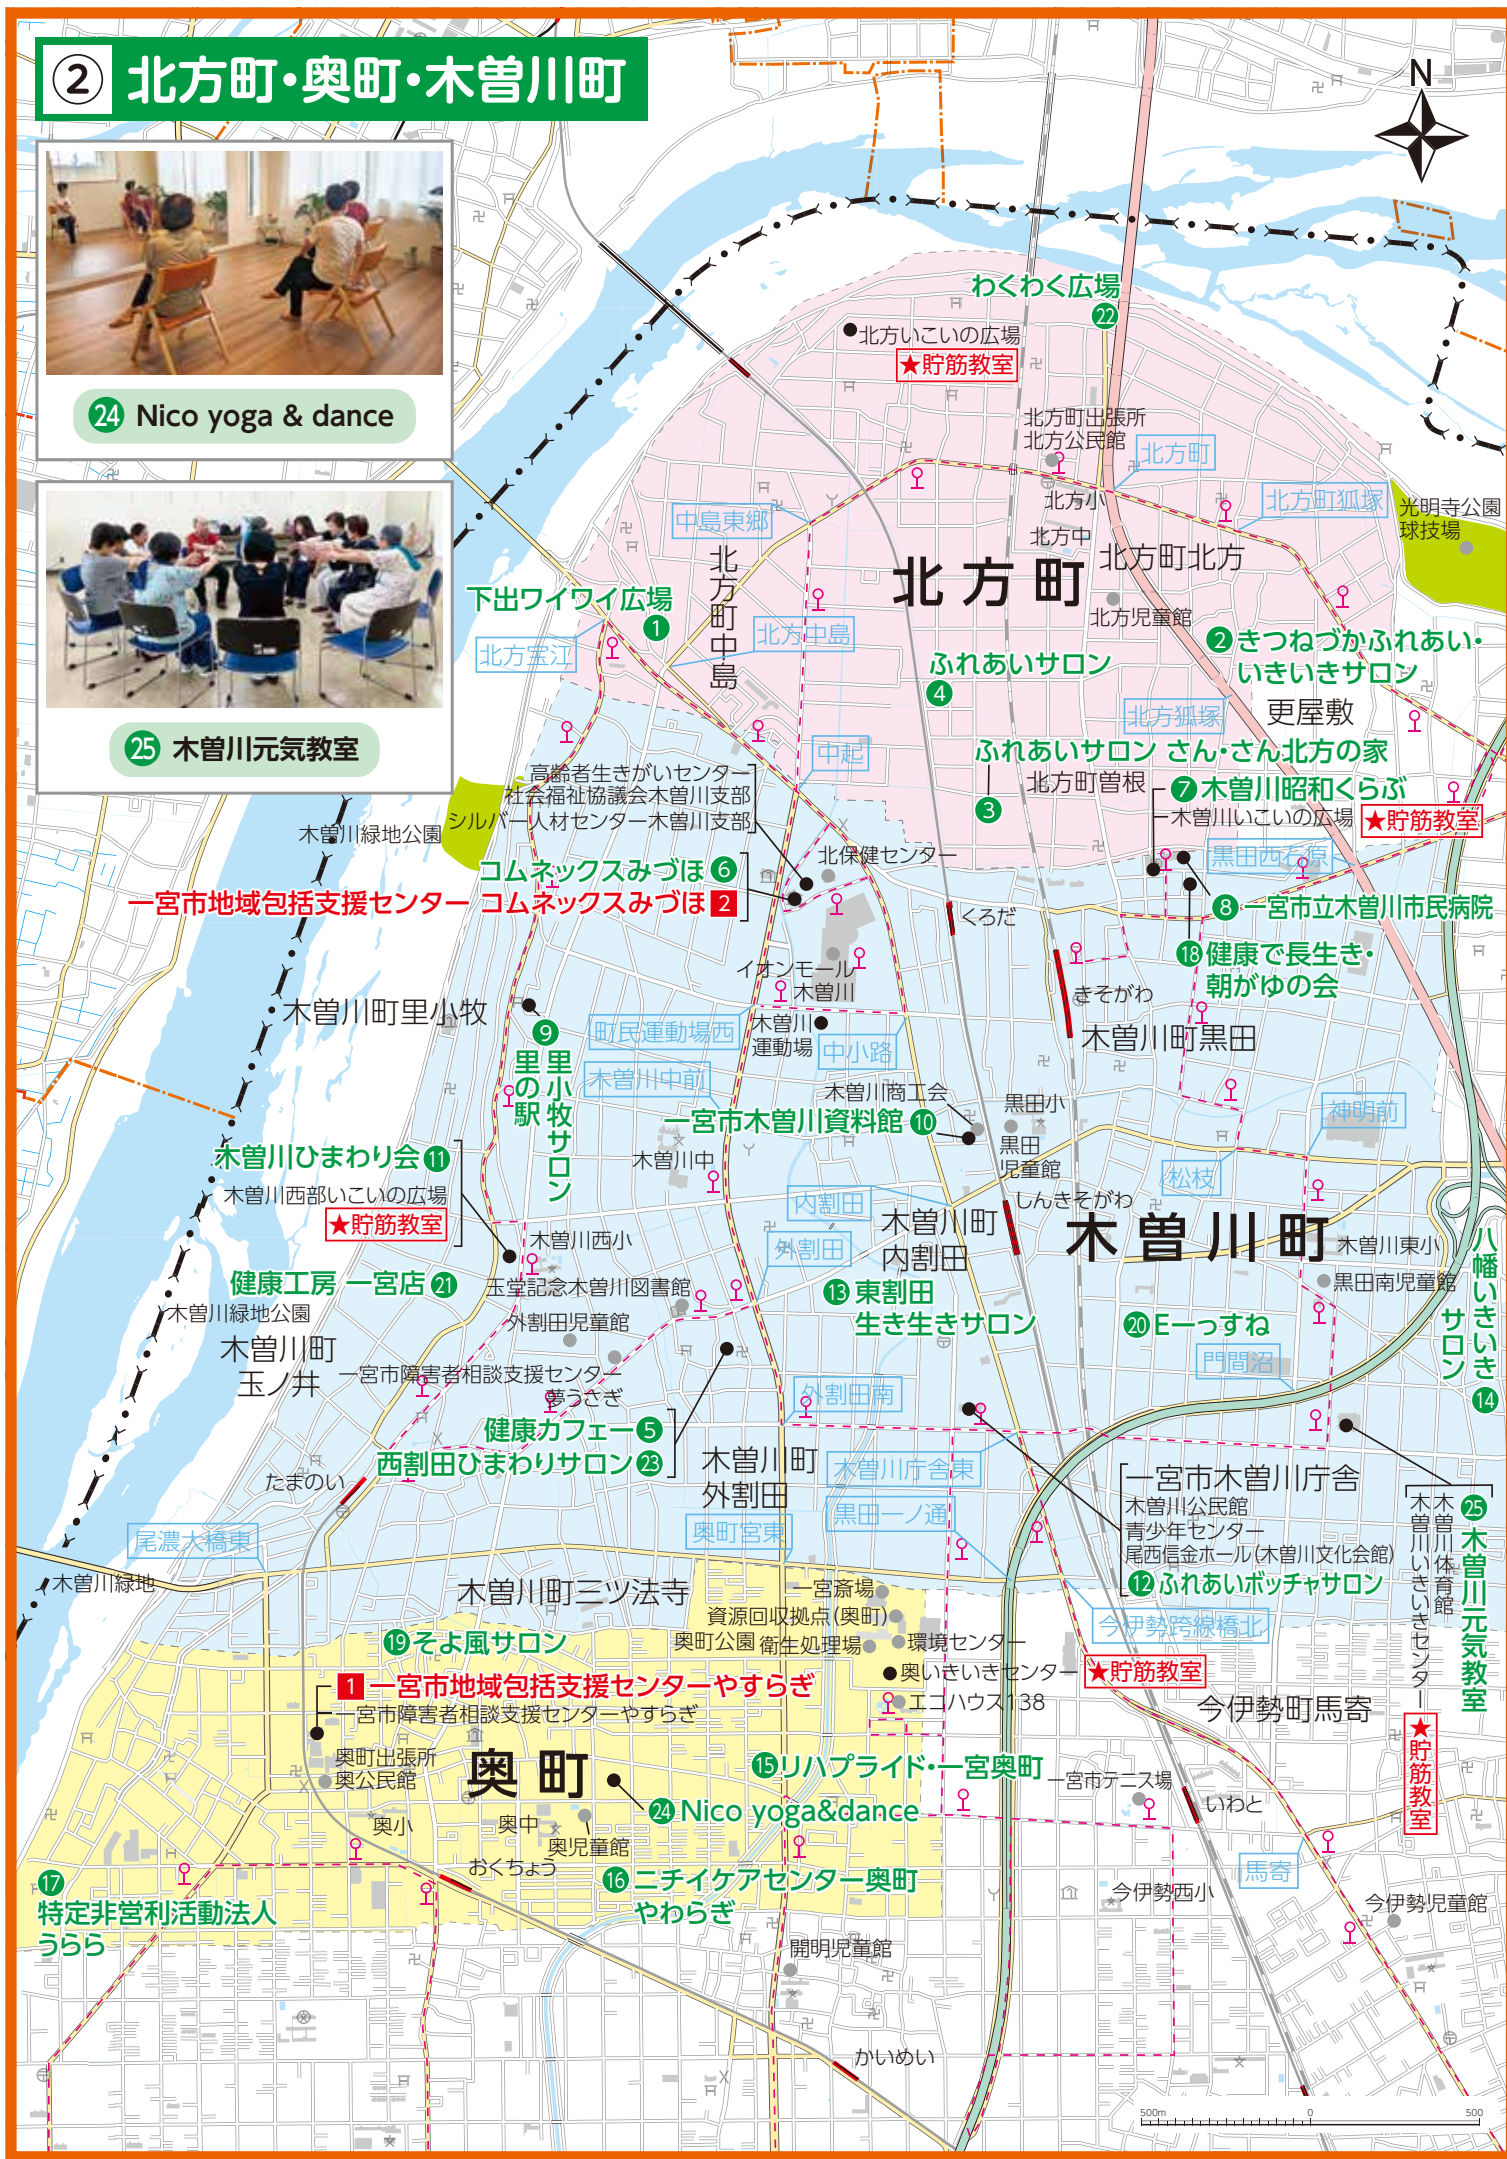 ② 北方町・奥町・木曽川町
N
24 Nico yoga & dance
25 木曽川元気教室
わくわく広場
22
北方いこいの広場
★貯筋教室
北方町出張所
北方公民館
北方町
北方小
北方中
北方町狐塚
光明寺公園
球技場
中島東郷
北方町中島
北方町
北方町北方
北方児童館
下出ワイワイ広場
1
北方宝江
北方中島
2 きつねづかふれあい・
いきいきサロン
ふれあいサロン
4
北方狐塚
更屋敷
中起
ふれあいサロン さん・さん北方の家
3
北方町曽根
7 木曽川昭和くらぶ
木曽川いこいの広場
★貯筋教室
高齢者生きがいセンター
社会福祉協議会木曽川支部
シルバー人材センター木曽川支部
木曽川緑地公園
北保健センター
黒田西石原
コムネックスみづほ 6
一宮市地域包括支援センター コムネックスみづほ 2
8 一宮市立木曽川市民病院
くろだ
18 健康で長生き・
朝がゆの会
イオンモール
木曽川
きそがわ
木曽川町里小牧
9
里小牧サロン
里の駅
町民運動場西
木曽川
運動場
中小路
木曽川町黒田
木曽川中前
木曽川商工会
黒田小
神明前
一宮市木曽川資料館 10
黒田
児童館
木曽川ひまわり会 11
木曽川中
松枝
木曽川西部いこいの広場
★貯筋教室
内割田
しんきそがわ
木曽川町
内割田
木曽川町
木曽川西小
外割田
木曽川東小
健康工房 一宮店 21
玉堂記念木曽川図書館
13 東割田
生き生きサロン
黒田南児童館
八幡いきいき
サロン
14
木曽川緑地公園
外割田児童館
20 Eーっすね
木曽川町
玉ノ井
門間沼
一宮市障害者相談支援センター
夢うさぎ
外割田南
健康カフェー 5
西割田ひまわりサロン 23
木曽川町
外割田
木曽川庁舎東
たまのい
一宮市木曽川庁舎
木曽川公民館
青少年センター
尾西信金ホール(木曽川文化会館)
12 ふれあいボッチャサロン
黒田一ノ通
奥町宮東
25 木曽川元気教室
木曽川体育館
木曽川いきいきセンター
★貯筋教室
尾濃大橋東
木曽川緑地
木曽川町三ツ法寺
一宮斎場
資源回収拠点(奥町)
奥町公園
衛生処理場
環境センター
今伊勢跨線橋北
19 そよ風サロン
奥いきいきセンター
★貯筋教室
1 一宮市地域包括支援センターやすらぎ
一宮市障害者相談支援センターやすらぎ
エコハウス138
今伊勢町馬寄
奥町出張所
奥公民館
奥町
15 リハプライド・一宮奥町
一宮市テニス場
いわと
24 Nico yoga&dance
奥小
奥中
奥児童館
おくちょう
馬寄
16 ニチイケアセンター奥町
やわらぎ
17
特定非営利活動法人
うらら
今伊勢西小
今伊勢児童館
開明児童館
かいめい
500m
0
500